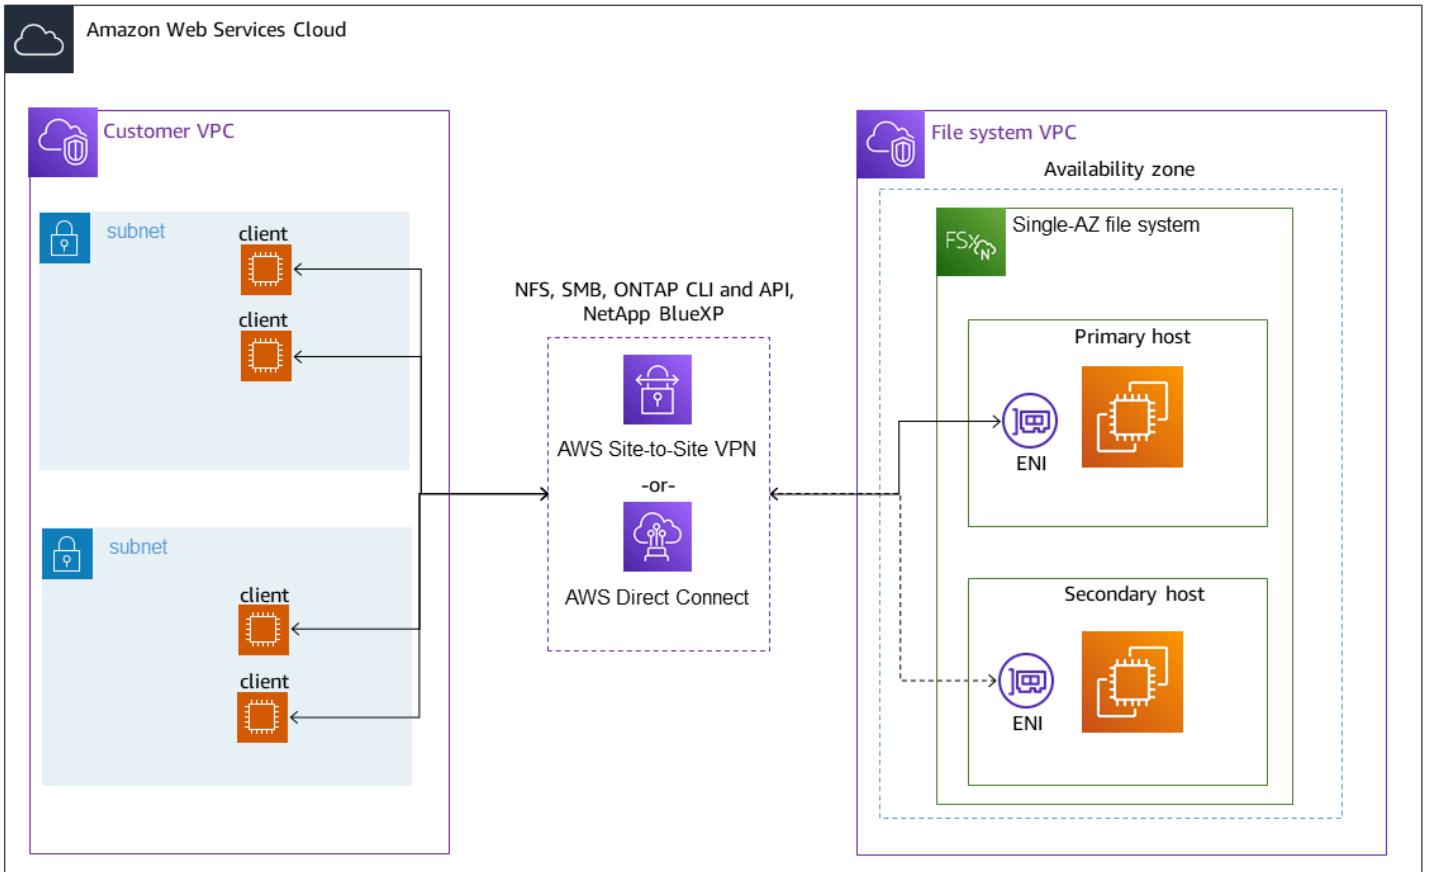 Amazon Web Services Cloud
Customer VPC
subnet
client
client
subnet
client
client
NFS, SMB, ONTAP CLI and API,
NetApp BlueXP
AWS Site-to-Site VPN
-or-
AWS Direct Connect
File system VPC
Availability zone
FSx
N
Single-AZ file system
Primary host
ENI
Secondary host
ENI